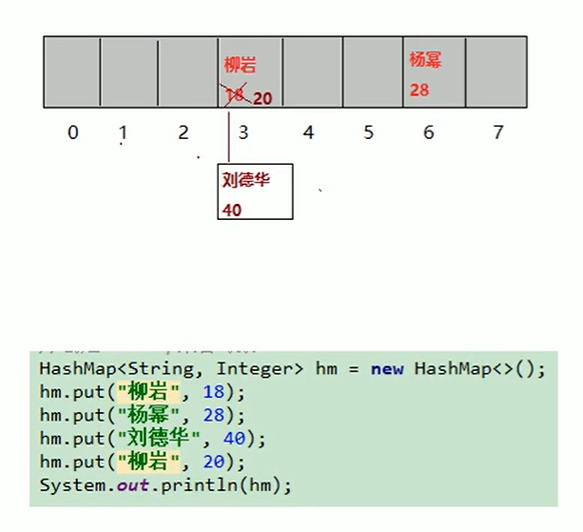 柳岩
杨幂
18 20
28
0 1 2 3 4 5 6 7
刘德华
40
HashMap<String, Integer> hm = new HashMap<>();
hm.put("柳岩", 18);
hm.put("杨幂", 28);
hm.put("刘德华", 40);
hm.put("柳岩", 20);
System.out.println(hm);